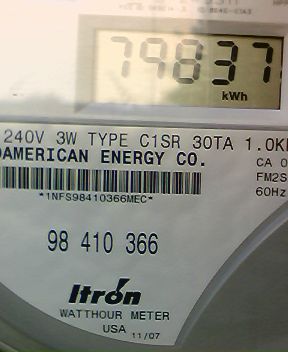 79837
kWh
240V 3W TYPE C1SR 30TA 1.0
AMERICAN ENERGY CO.
CA
FM2S
60Hz
*1NFS98410366MEC*
98 410 366
Itron
WATTHOUR METER
USA 11/07